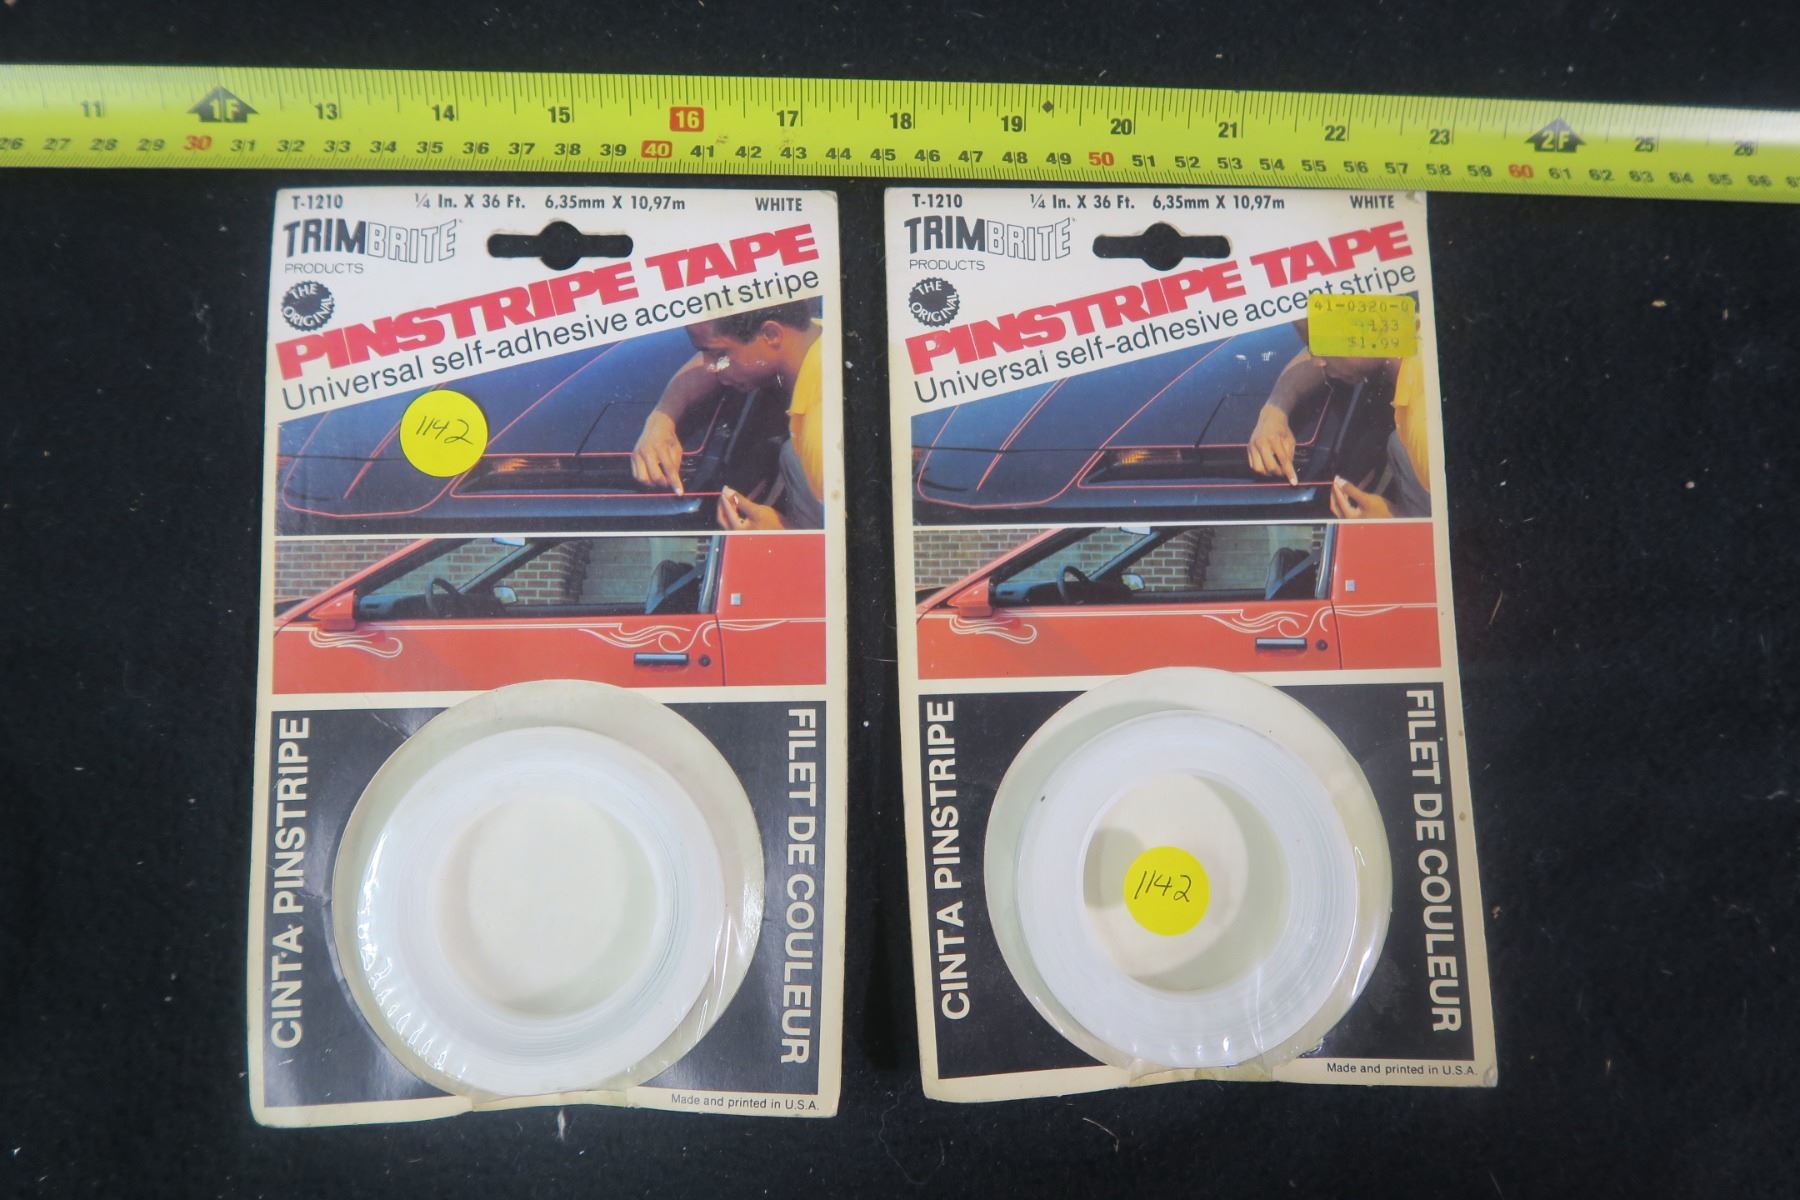 11 1F 13 14 15 16 17 18 19 20 21 22 23 2F 25 26
26 27 28 29 30 31 32 33 34 35 36 37 38 39 40 41 42 43 44 45 46 47 48 49 50 51 52 53 54 55 56 57 58 59 60 61 62 63 64 65 66
T-1210 ¼ In. X 36 Ft. 6,35mm X 10,97m WHITE
TRIMBRITE
PRODUCTS
THE ORIGINAL
PINSTRIPE TAPE
Universal self-adhesive accent stripe
1142
CINTA PINSTRIPE
FILET DE COULEUR
Made and printed in U.S.A.
T-1210 ¼ In. X 36 Ft. 6,35mm X 10,97m WHITE
TRIMBRITE
PRODUCTS
THE ORIGINAL
PINSTRIPE TAPE
Universal self-adhesive accent stripe
41-0320-0
133
$1.99
CINTA PINSTRIPE
1142
FILET DE COULEUR
Made and printed in U.S.A.